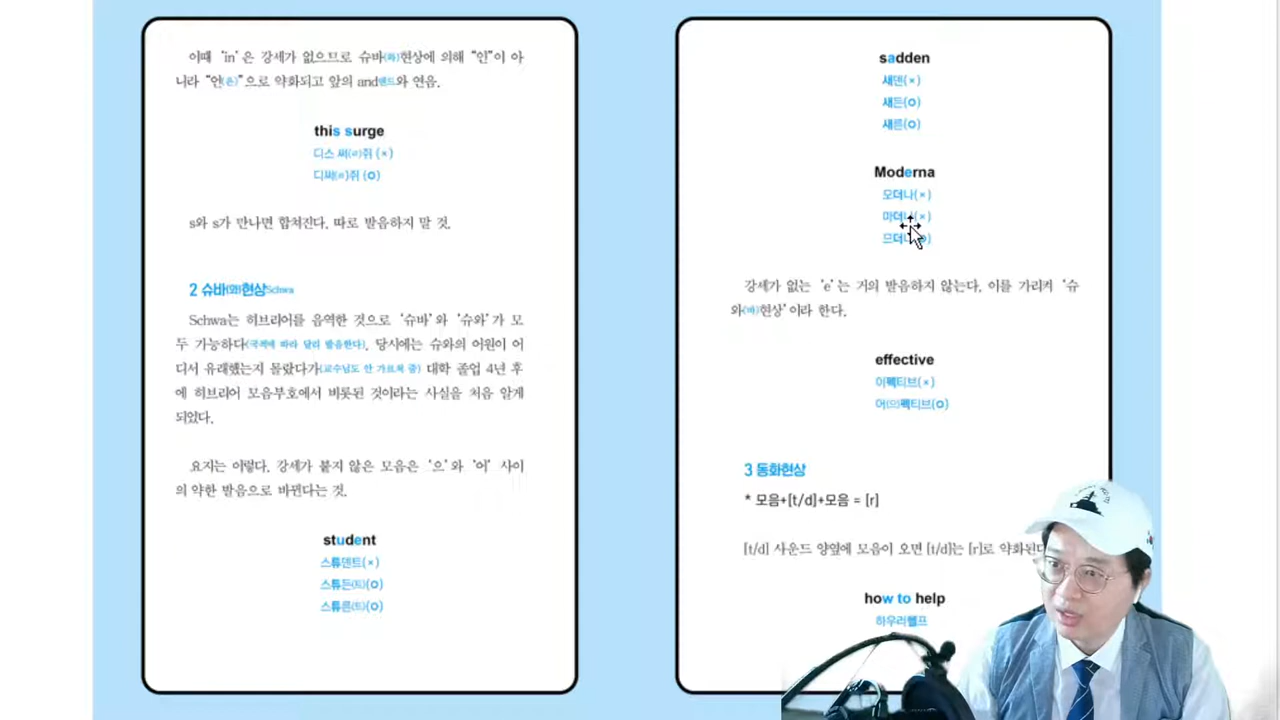 이때 ‘in’은 강세가 없으므로 슈바(와)현상에 의해 “인”이 아
니라 “언(은)”으로 약화되고 앞의 and앤드와 연음.
this surge
디스 써(r)쥐 (×)
디써(r)쥐 (O)
s와 s가 만나면 합쳐진다. 따로 발음하지 말 것.
2 슈바(와)현상Schwa
Schwa는 히브리어를 음역한 것으로 ‘슈바’와 ‘슈와’가 모
두 가능하다(국적에 따라 달리 발음한다). 당시에는 슈와의 어원이 어
디서 유래했는지 몰랐다가(교수님도 안 가르쳐 줌) 대학 졸업 4년 후
에 히브리어 모음부호에서 비롯된 것이라는 사실을 처음 알게
되었다.
요지는 이렇다. 강세가 붙지 않은 모음은 ‘으’와 ‘어’ 사이
의 약한 발음으로 바뀐다는 것.
student
스튜덴트(×)
스튜든(트)(O)
스튜른(트)(O)
sadden
새덴(×)
새든(O)
새른(O)
Moderna
모더나(×)
마더나(×)
므더나(O)
강세가 없는 ‘e’는 거의 발음하지 않는다. 이를 가리켜 ‘슈
와(바)현상’이라 한다.
effective
이펙티브(×)
어(으)펙티브(O)
3 동화현상
* 모음+[t/d]+모음 = [r]
[t/d] 사운드 양옆에 모음이 오면 [t/d]는 [r]로 약화된다
how to help
하우러헬프